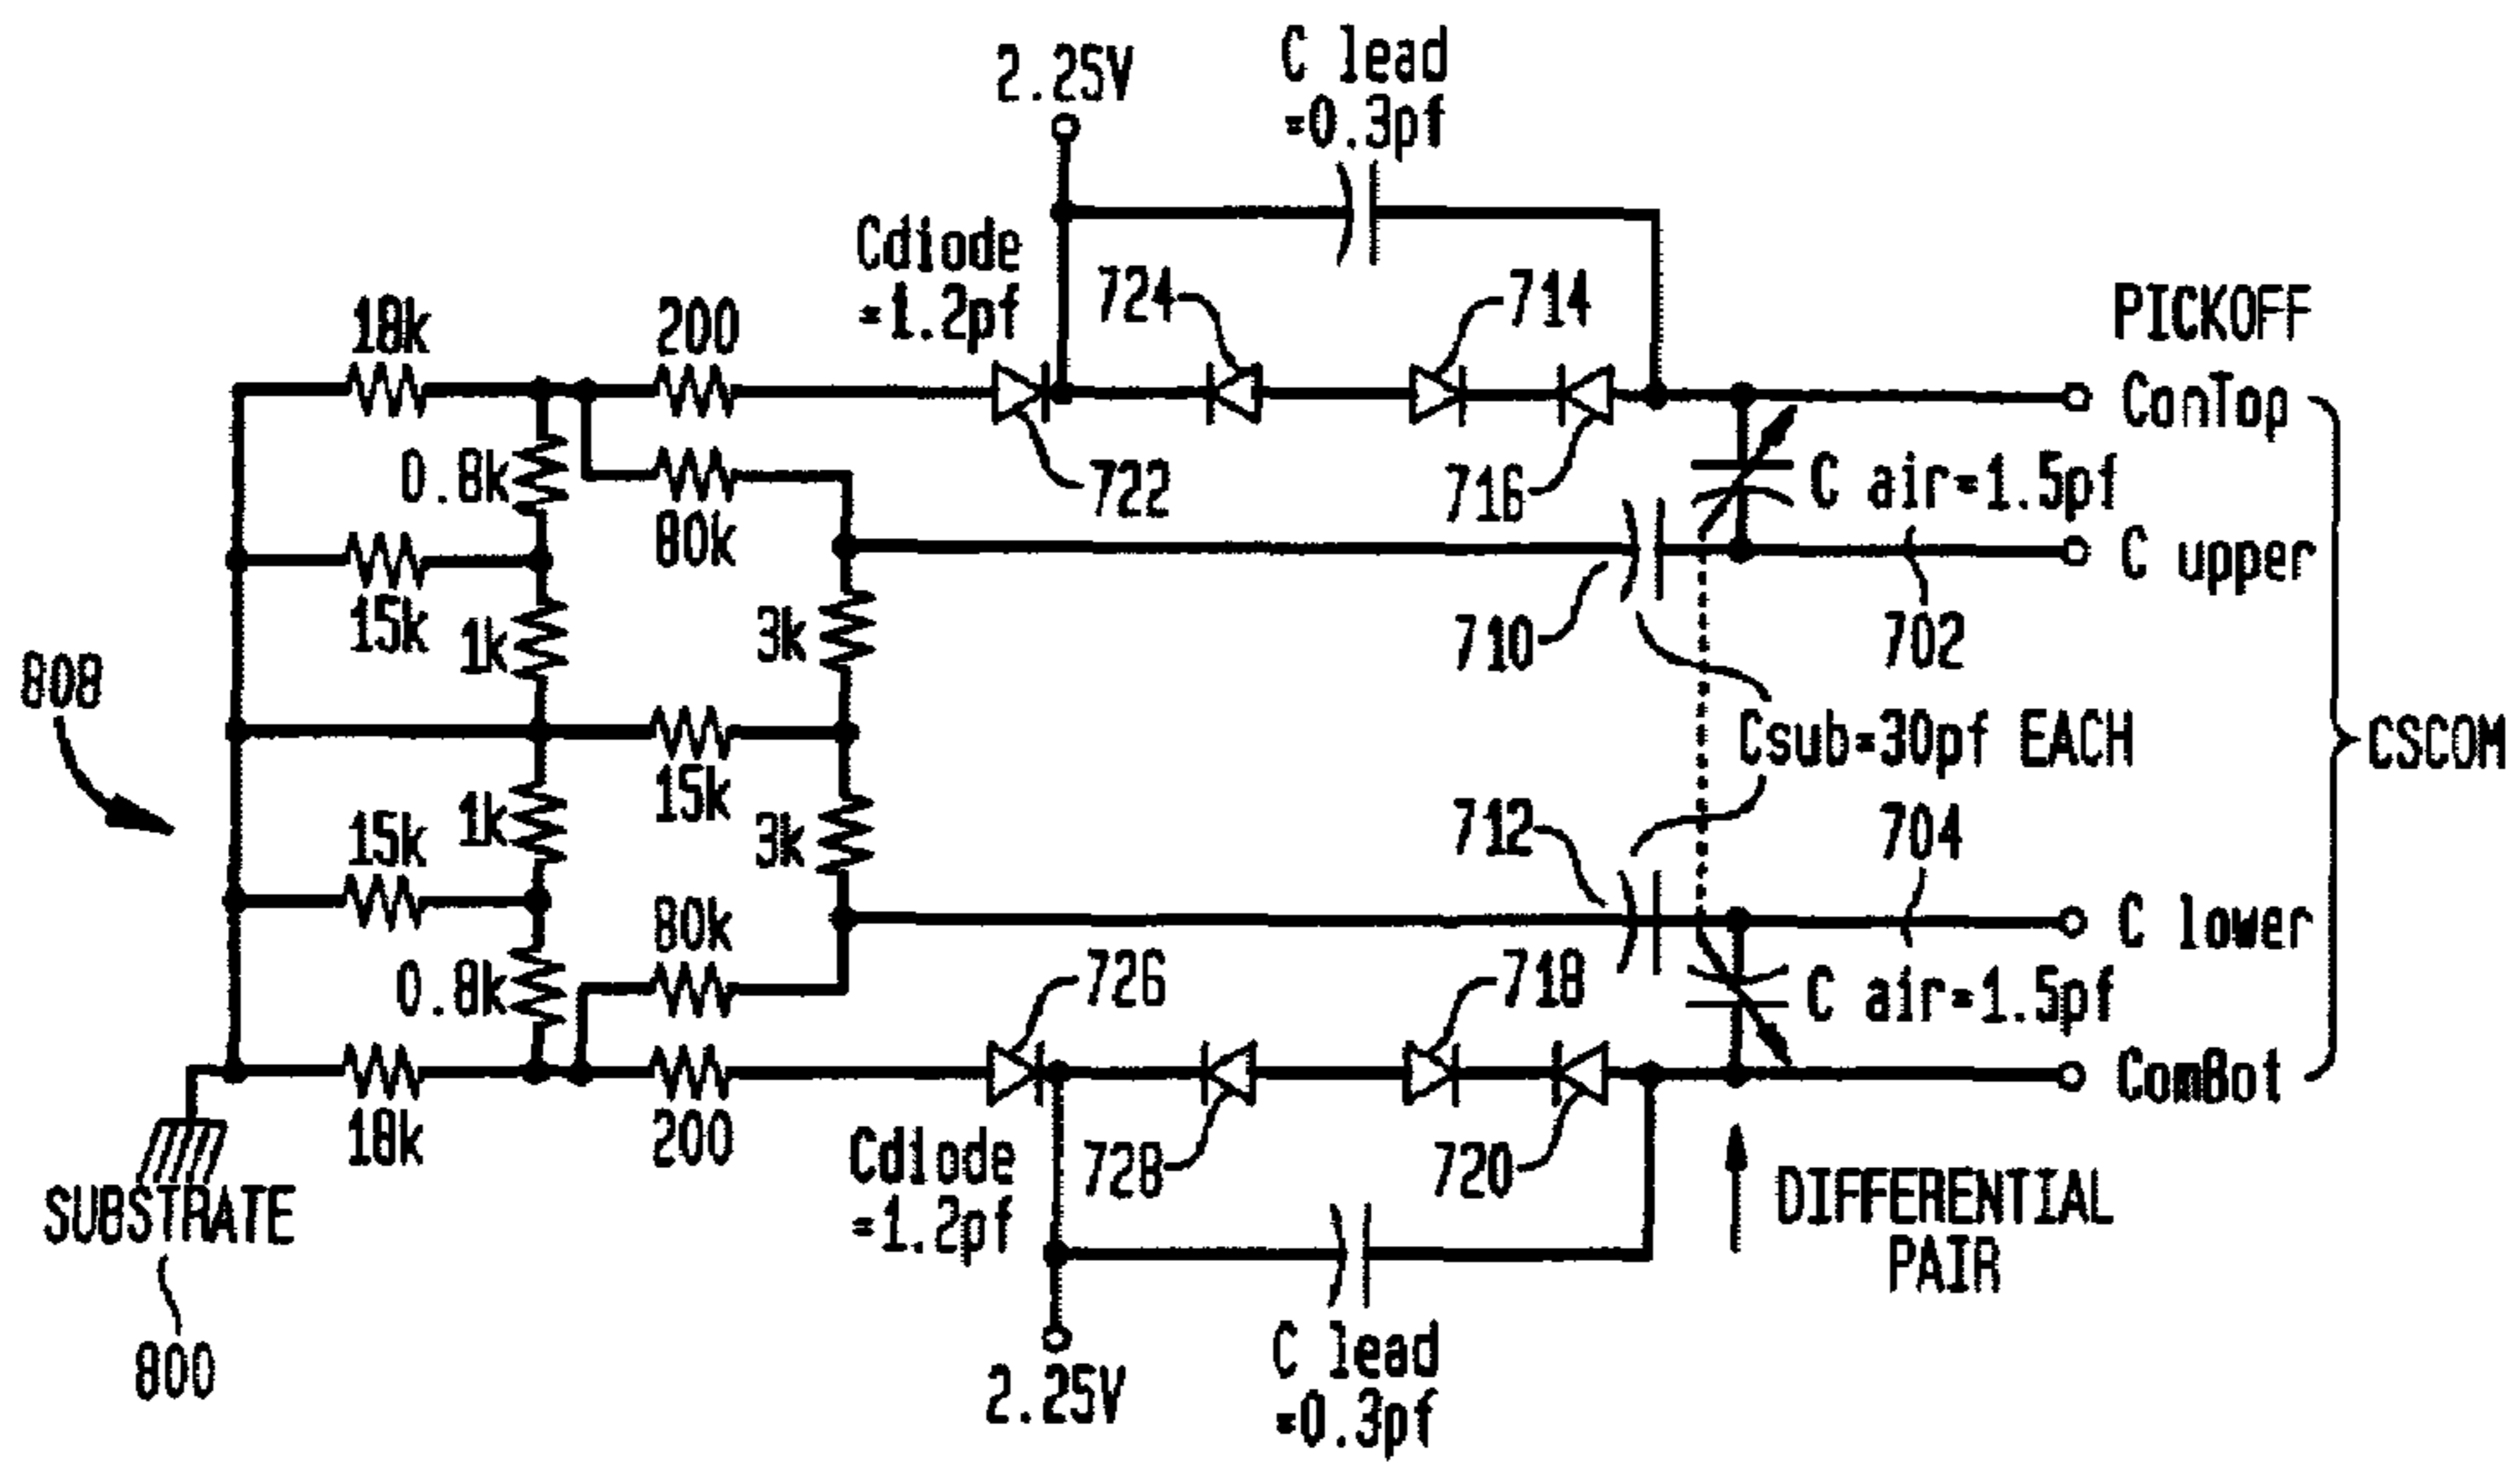 2.25V
C lead
=0.3pf
Cdiode
=1.2pf
724
714
PICKOFF
18k
200
ConTop
0.8k
722
716
C air=1.5pf
80k
C upper
15k
1k
3k
710
702
808
Csub=30pf EACH
CSCOM
15k
15k
1k
3k
712
704
80k
C lower
0.8k
726
718
C air=1.5pf
ComBot
18k
200
Cdiode
=1.2pf
728
720
DIFFERENTIAL
PAIR
SUBSTRATE
800
2.25V
C lead
=0.3pf